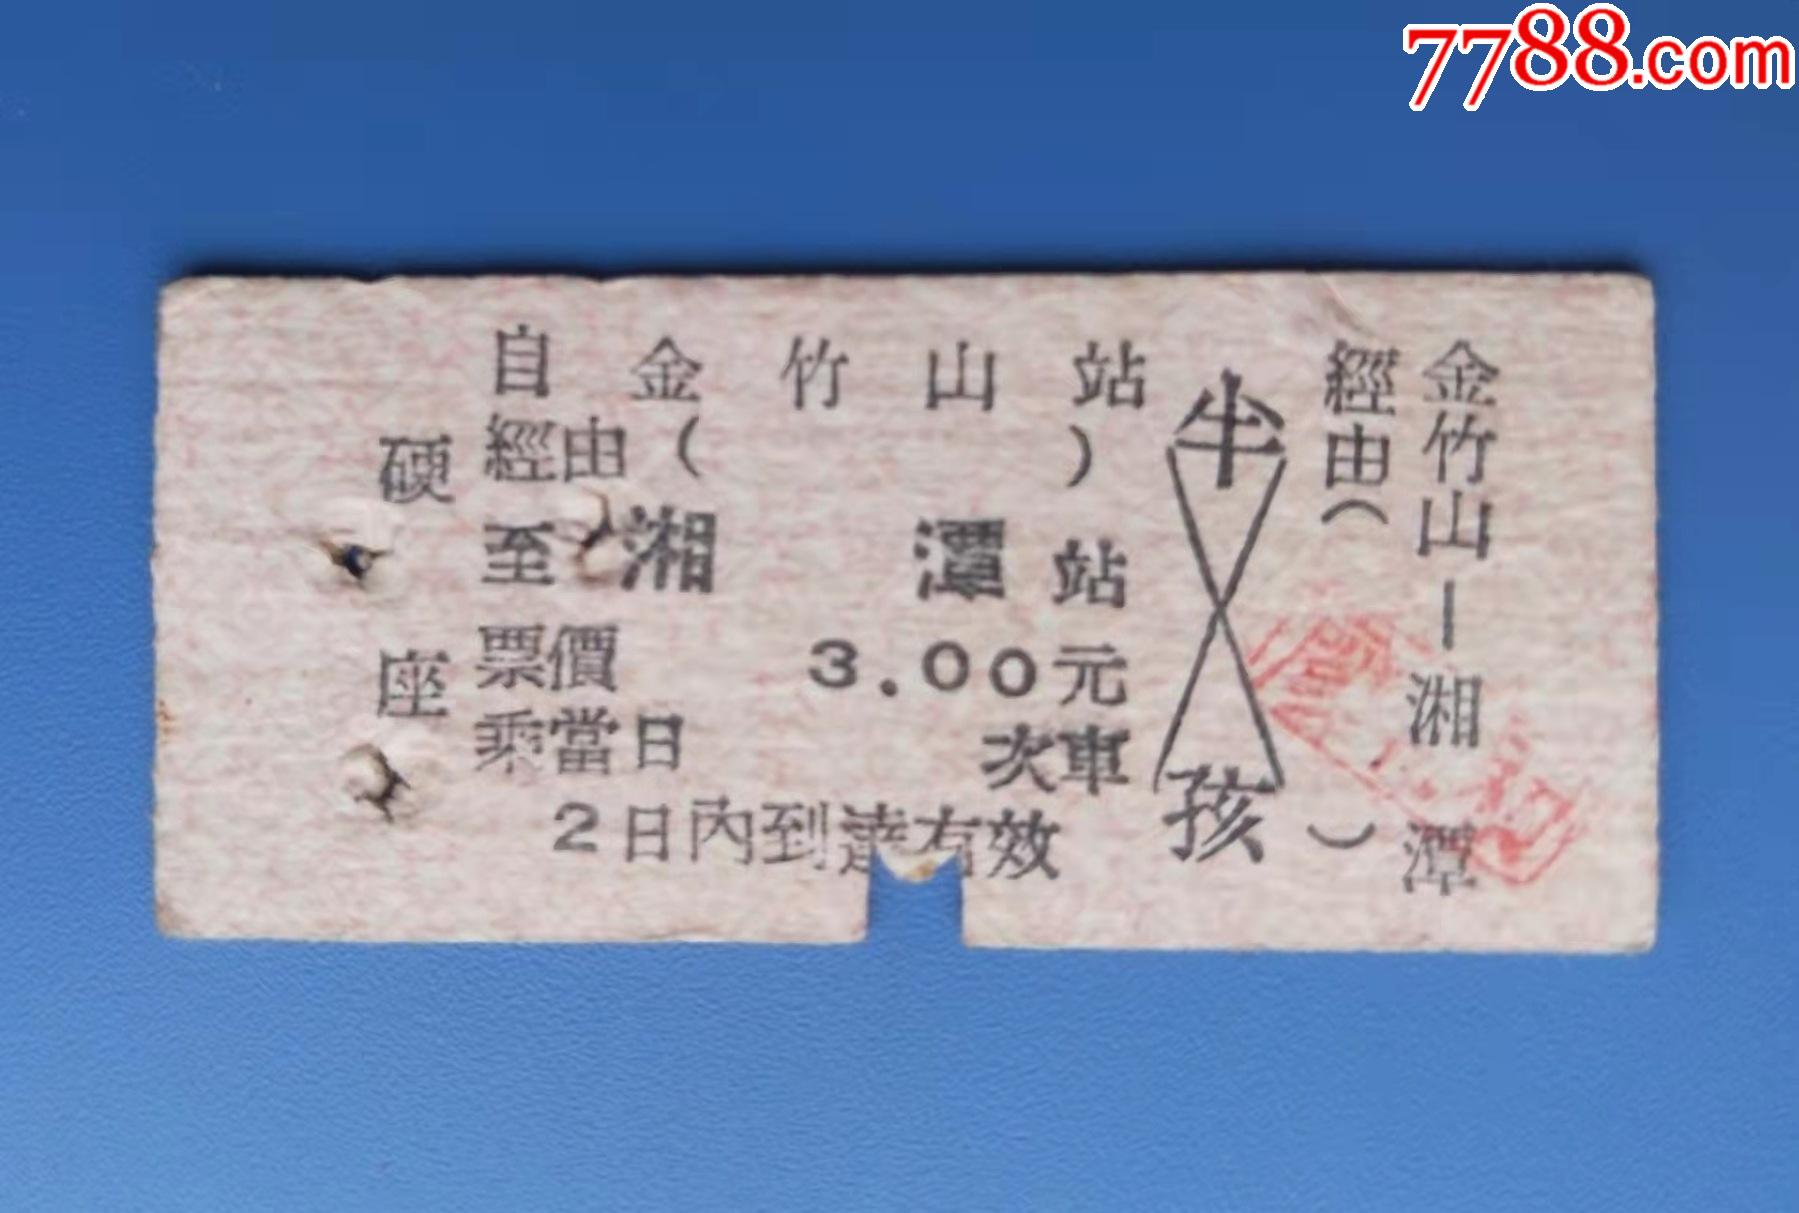 7788.com
自金竹山站
經由( )
至湘潭站
票價 3.00元
乘當日 次車
2日內到達有效
硬座
半孩
經由( )
金竹山—湘潭